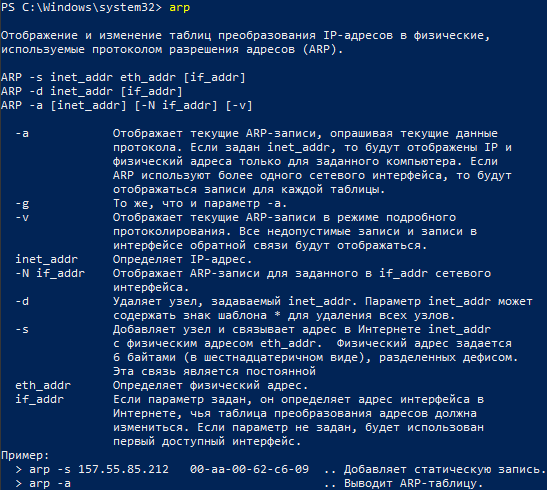 PS C:\Windows\system32> arp
Отображение и изменение таблиц преобразования IP-адресов в физические,
используемые протоколом разрешения адресов (ARP).
ARP -s inet_addr eth_addr [if_addr]
ARP -d inet_addr [if_addr]
ARP -a [inet_addr] [-N if_addr] [-v]
-a Отображает текущие ARP-записи, опрашивая текущие данные
протокола. Если задан inet_addr, то будут отображены IP и
физический адреса только для заданного компьютера. Если
ARP используют более одного сетевого интерфейса, то будут
отображаться записи для каждой таблицы.
-g То же, что и параметр -a.
-v Отображает текущие ARP-записи в режиме подробного
протоколирования. Все недопустимые записи и записи в
интерфейсе обратной связи будут отображаться.
inet_addr Определяет IP-адрес.
-N if_addr Отображает ARP-записи для заданного в if_addr сетевого
интерфейса.
-d Удаляет узел, задаваемый inet_addr. Параметр inet_addr может
содержать знак шаблона * для удаления всех узлов.
-s Добавляет узел и связывает адрес в Интернете inet_addr
с физическим адресом eth_addr. Физический адрес задается
6 байтами (в шестнадцатеричном виде), разделенных дефисом.
Эта связь является постоянной
eth_addr Определяет физический адрес.
if_addr Если параметр задан, он определяет адрес интерфейса в
Интернете, чья таблица преобразования адресов должна
измениться. Если параметр не задан, будет использован
первый доступный интерфейс.
Пример:
> arp -s 157.55.85.212 00-aa-00-62-c6-09 .. Добавляет статическую запись.
> arp -a .. Выводит ARP-таблицу.